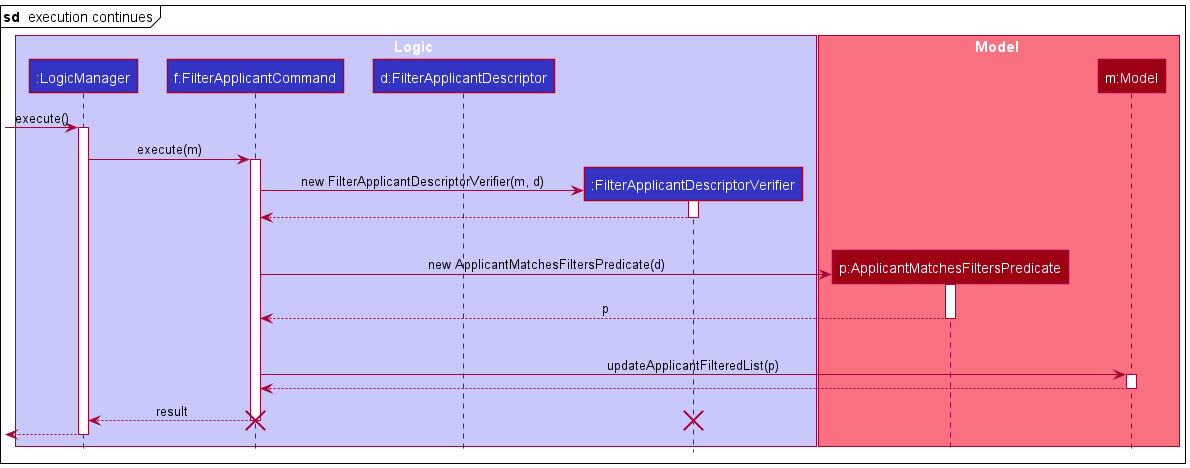 sd execution continues
Logic
Model
:LogicManager
f:FilterApplicantCommand
d:FilterApplicantDescriptor
m:Model
execute()
execute(m)
new FilterApplicantDescriptorVerifier(m, d)
:FilterApplicantDescriptorVerifier
new ApplicantMatchesFiltersPredicate(d)
p:ApplicantMatchesFiltersPredicate
p
updateApplicantFilteredList(p)
result